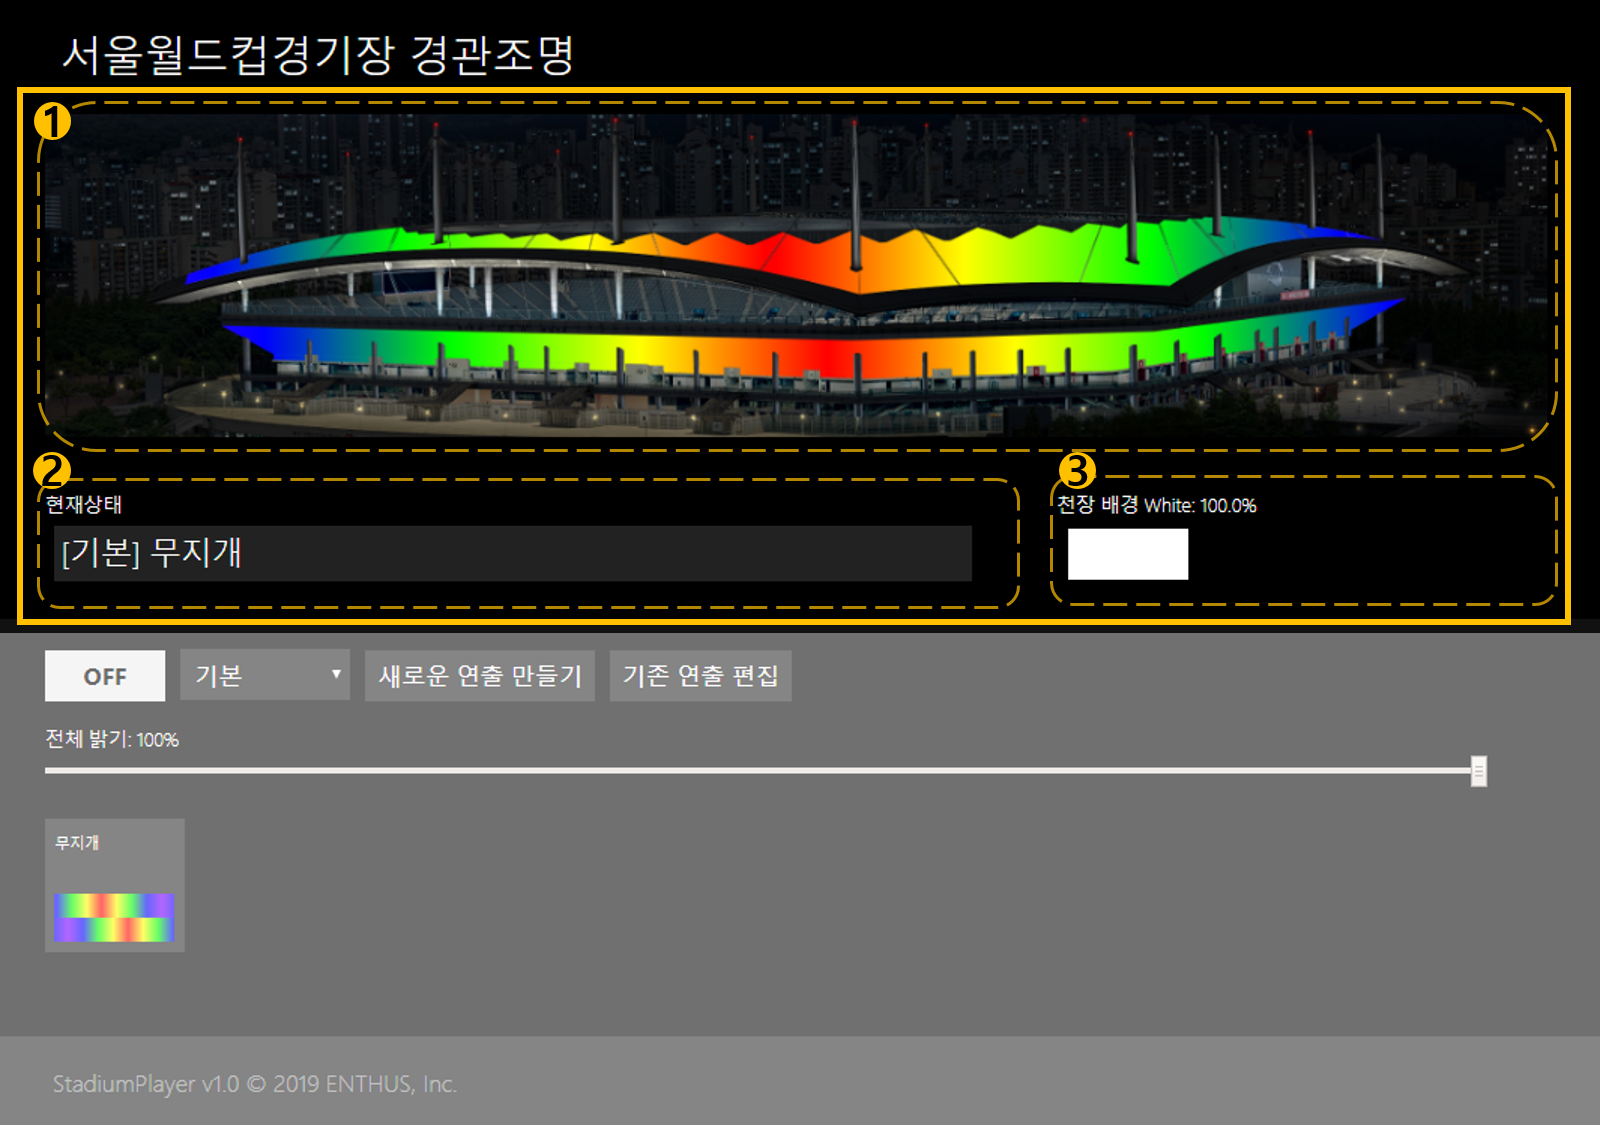 서울월드컵경기장 경관조명
1
2
3
현재상태
천장 배경 White: 100.0%
[기본] 무지개
OFF 기본 ▼ 새로운 연출 만들기 기존 연출 편집
전체 밝기: 100%
무지개
StadiumPlayer v1.0 © 2019 ENTHUS, Inc.